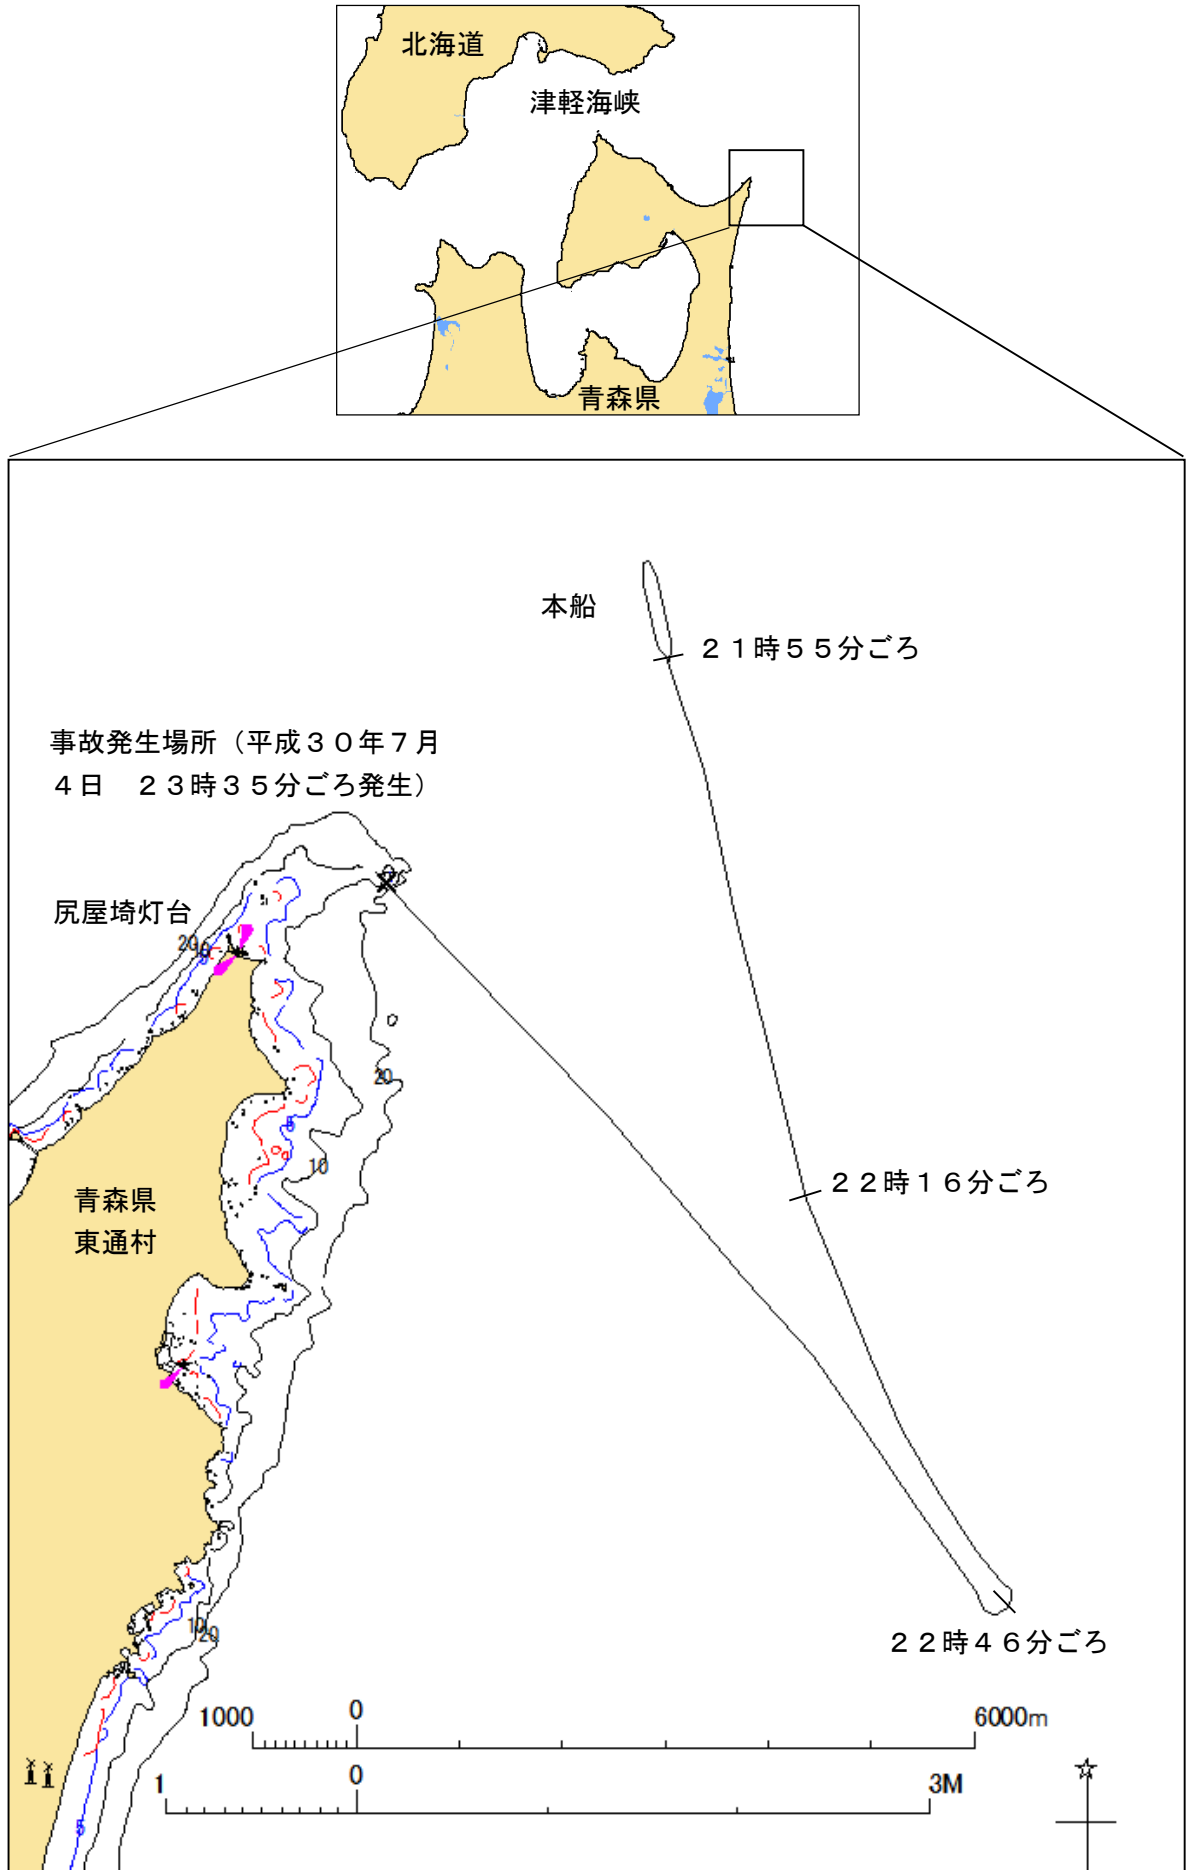 北海道
津軽海峡
青森県
本船
２１時５５分ごろ
事故発生場所（平成３０年７月
４日　２３時３５分ごろ発生）
尻屋埼灯台
20
20
5
10
青森県
東通村
２２時１６分ごろ
10
20
２２時４６分ごろ
1000 0 6000m
1 0 3M
5